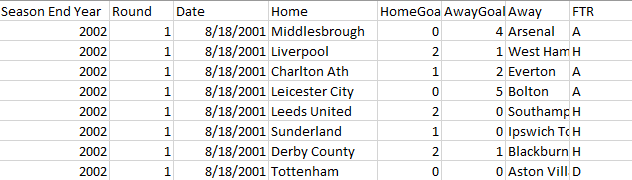 Season End Year Round Date Home HomeGoa AwayGoal Away FTR
2002 1 8/18/2001 Middlesbrough 0 4 Arsenal A
2002 1 8/18/2001 Liverpool 2 1 West Ham H
2002 1 8/18/2001 Charlton Ath 1 2 Everton A
2002 1 8/18/2001 Leicester City 0 5 Bolton A
2002 1 8/18/2001 Leeds United 2 0 Southamp H
2002 1 8/18/2001 Sunderland 1 0 Ipswich To H
2002 1 8/18/2001 Derby County 2 1 Blackburn H
2002 1 8/18/2001 Tottenham 0 0 Aston Vill D